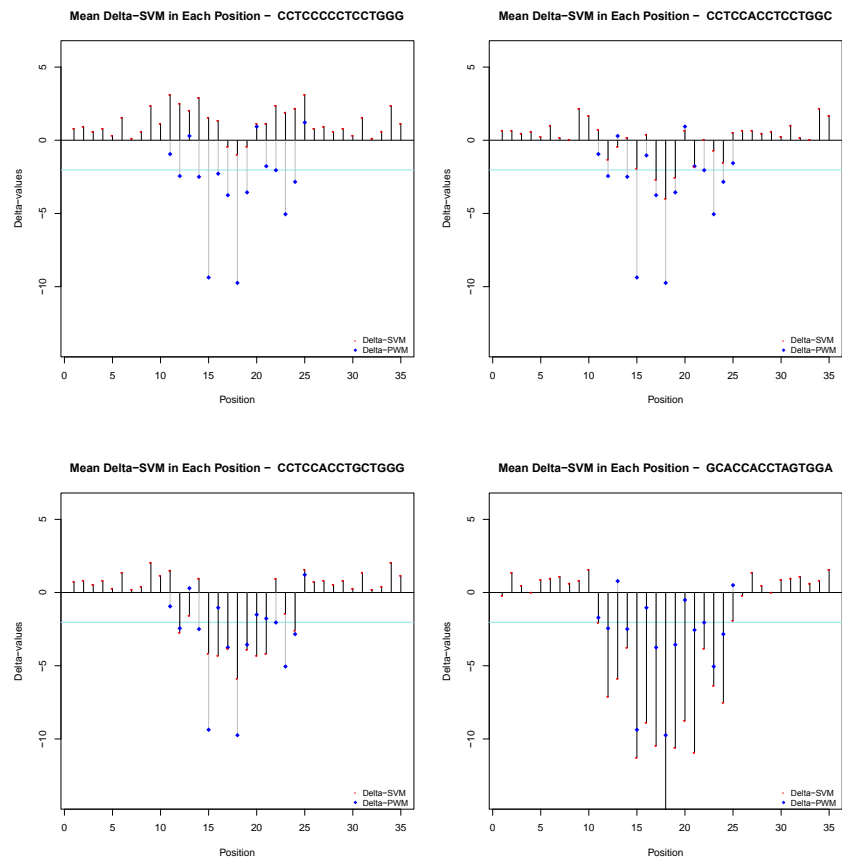 Mean Delta−SVM in Each Position − CCTCCCCCTCCTGGG
5
0
−5
−10
Delta−values
Delta−SVM
Delta−PWM
0 5 10 15 20 25 30 35
Position
Mean Delta−SVM in Each Position − CCTCCACCTCCTGGC
5
0
−5
−10
Delta−values
Delta−SVM
Delta−PWM
0 5 10 15 20 25 30 35
Position
Mean Delta−SVM in Each Position − CCTCCACCTGCTGGG
5
0
−5
−10
Delta−values
Delta−SVM
Delta−PWM
0 5 10 15 20 25 30 35
Position
Mean Delta−SVM in Each Position − GCACCACCTAGTGGA
5
0
−5
−10
Delta−values
Delta−SVM
Delta−PWM
0 5 10 15 20 25 30 35
Position